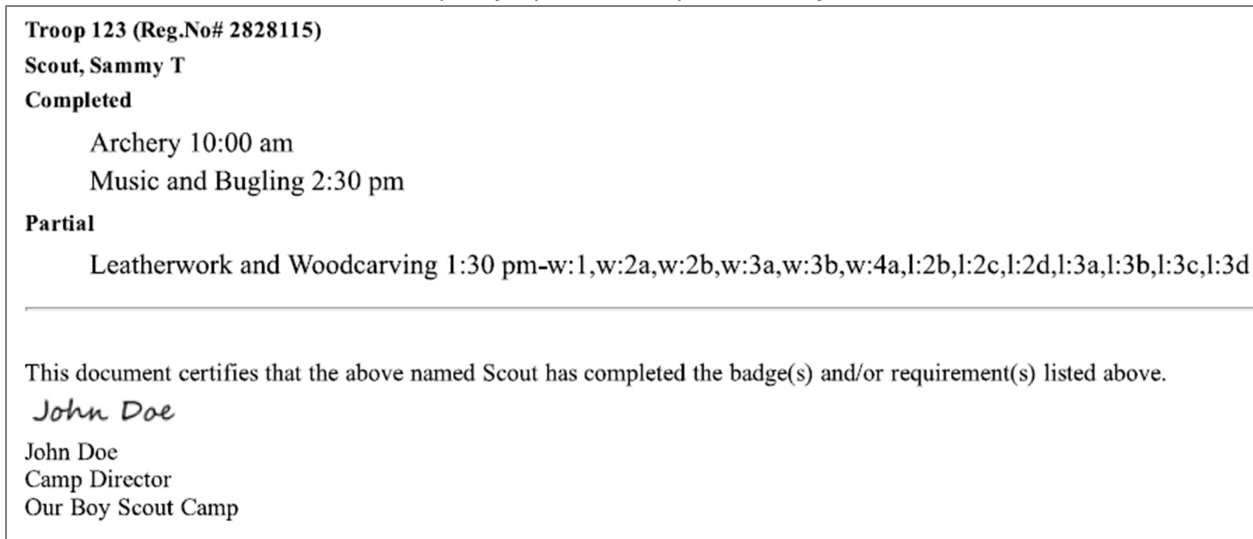 Troop 123 (Reg.No# 2828115)
Scout, Sammy T
Completed
Archery 10:00 am
Music and Bugling 2:30 pm
Partial
Leatherwork and Woodcarving 1:30 pm-w:1,w:2a,w:2b,w:3a,w:3b,w:4a,l:2b,l:2c,l:2d,l:3a,l:3b,l:3c,l:3d
This document certifies that the above named Scout has completed the badge(s) and/or requirement(s) listed above.
John Doe
John Doe
Camp Director
Our Boy Scout Camp